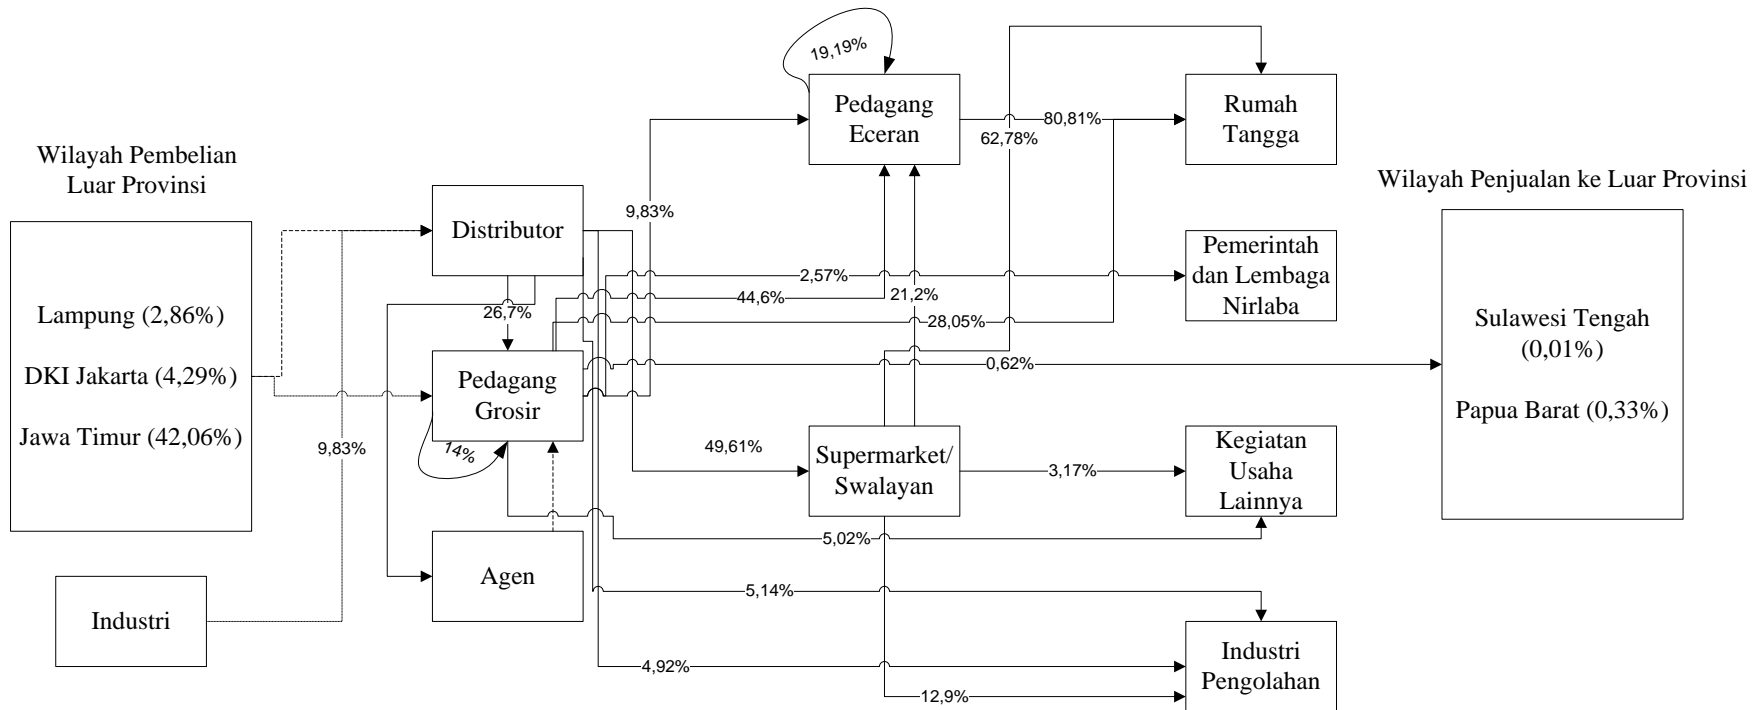 19,19%
Pedagang
Eceran
80,81%
62,78%
Rumah
Tangga
Wilayah Pembelian
Luar Provinsi
Wilayah Penjualan ke Luar Provinsi
Distributor
9,83%
Pemerintah
dan Lembaga
Nirlaba
2,57%
44,6%
21,2%
26,7%
28,05%
Lampung (2,86%)
DKI Jakarta (4,29%)
Jawa Timur (42,06%)
Sulawesi Tengah
(0,01%)
Papua Barat (0,33%)
0,62%
Pedagang
Grosir
14%
9,83%
49,61%
Supermarket/
Swalayan
3,17%
Kegiatan
Usaha
Lainnya
5,02%
Agen
5,14%
Industri
4,92%
Industri
Pengolahan
12,9%